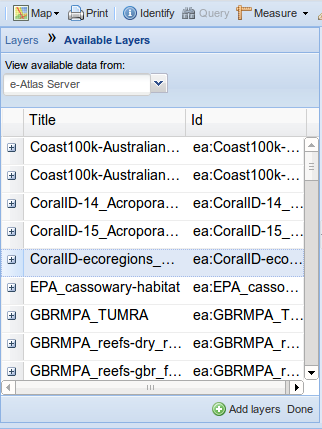 Map Print Identify Query Measure
Layers » Available Layers
View available data from:
e-Atlas Server
Title Id
Coast100k-Australian... ea:Coast100k-...
Coast100k-Australian... ea:Coast100k-...
CoralID-14_Acropora... ea:CoralID-14_...
CoralID-15_Acropora... ea:CoralID-15_...
CoralID-ecoregions_... ea:CoralID-eco...
EPA_cassowary-habitat ea:EPA_casso...
GBRMPA_TUMRA ea:GBRMPA_T...
GBRMPA_reefs-dry_r... ea:GBRMPA_r...
GBRMPA_reefs-gbr_f... ea:GBRMPA_r...
Add layers Done